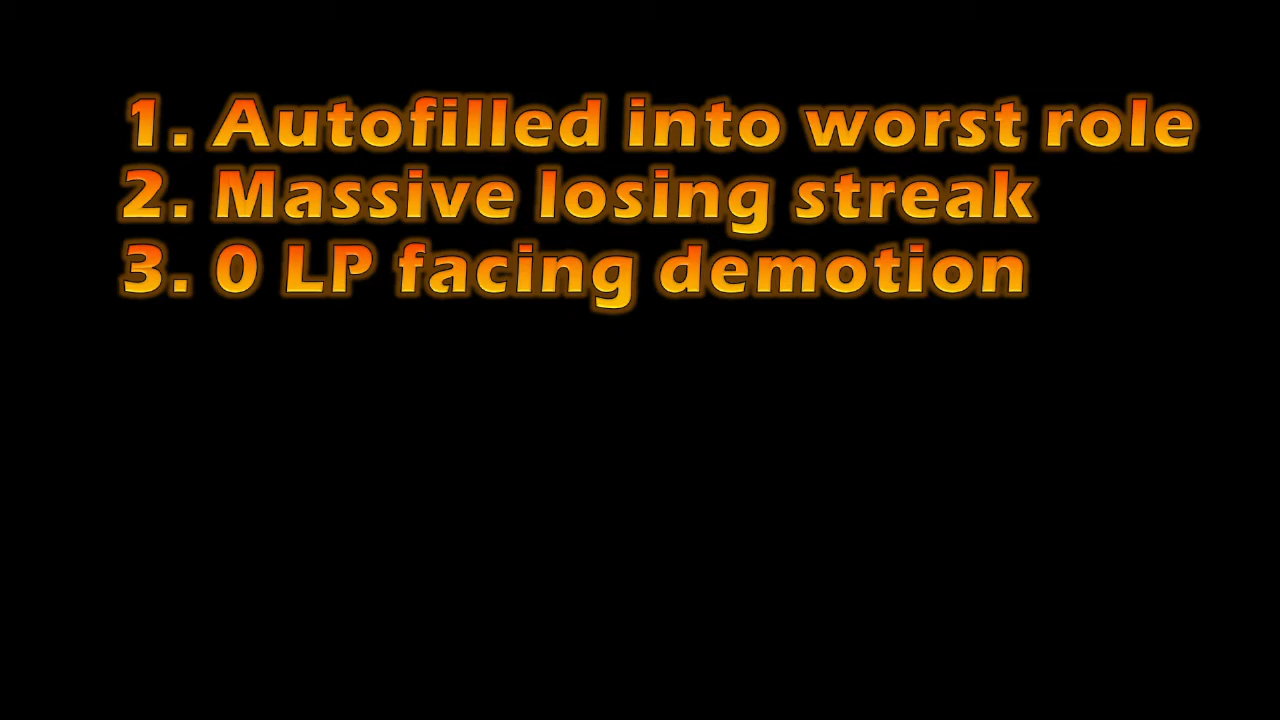 1. Autofilled into worst role
2. Massive losing streak
3. 0 LP facing demotion